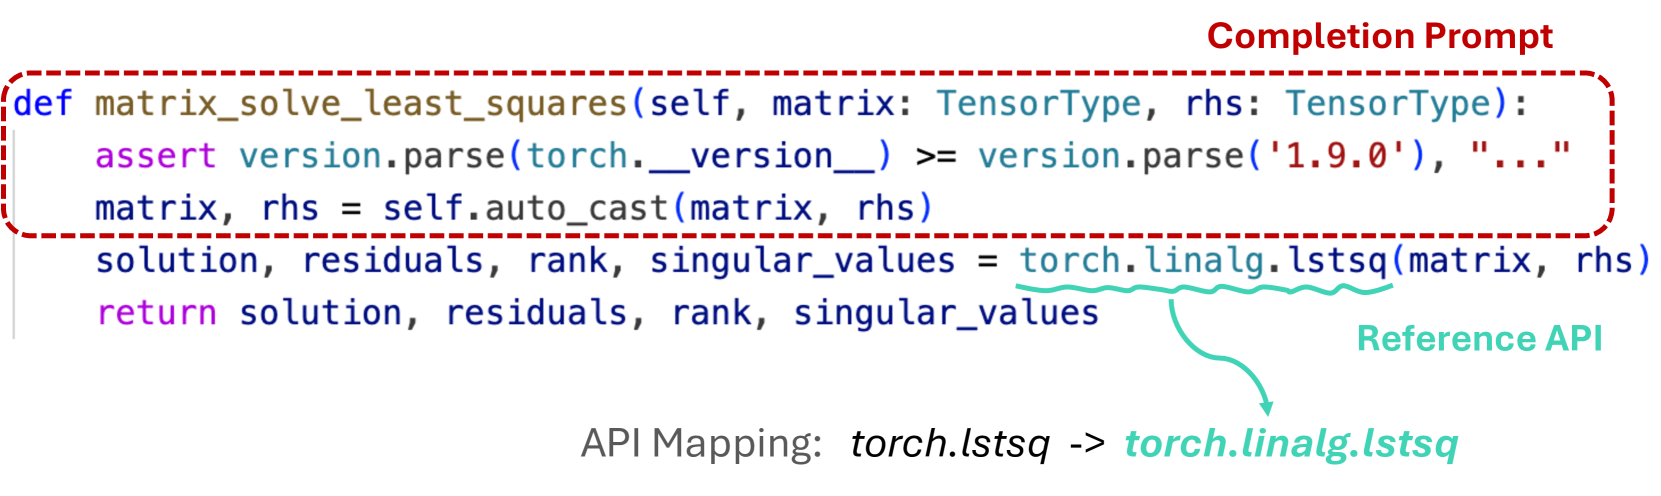 Completion Prompt
def matrix_solve_least_squares(self, matrix: TensorType, rhs: TensorType):
    assert version.parse(torch.__version__) >= version.parse('1.9.0'), "..."
    matrix, rhs = self.auto_cast(matrix, rhs)
    solution, residuals, rank, singular_values = torch.linalg.lstsq(matrix, rhs)
    return solution, residuals, rank, singular_values
Reference API
API Mapping: torch.lstsq -> torch.linalg.lstsq